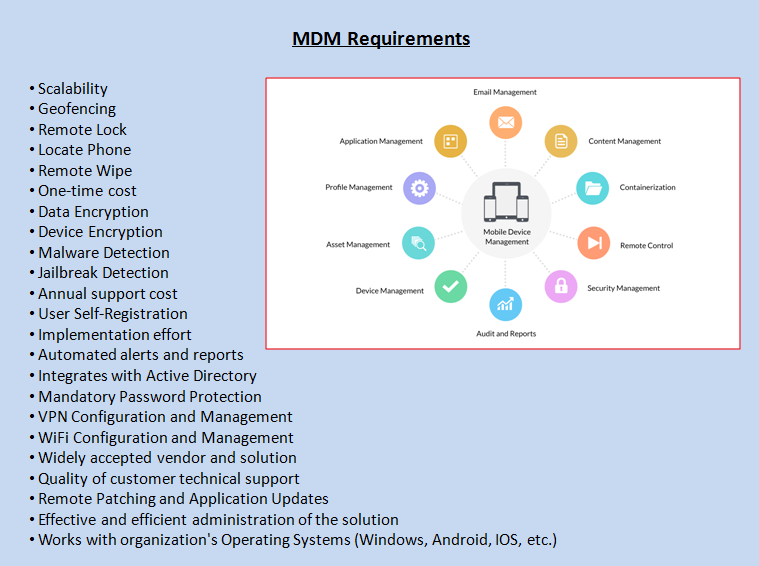 MDM Requirements
• Scalability
• Geofencing
• Remote Lock
• Locate Phone
• Remote Wipe
• One-time cost
• Data Encryption
• Device Encryption
• Malware Detection
• Jailbreak Detection
• Annual support cost
• User Self-Registration
• Implementation effort
• Automated alerts and reports
• Integrates with Active Directory
• Mandatory Password Protection
• VPN Configuration and Management
• WiFi Configuration and Management
• Widely accepted vendor and solution
• Quality of customer technical support
• Remote Patching and Application Updates
• Effective and efficient administration of the solution
• Works with organization's Operating Systems (Windows, Android, IOS, etc.)
Email Management
Application Management
Content Management
Profile Management
Containerization
Mobile Device
Management
Asset Management
Remote Control
Device Management
Security Management
Audit and Reports